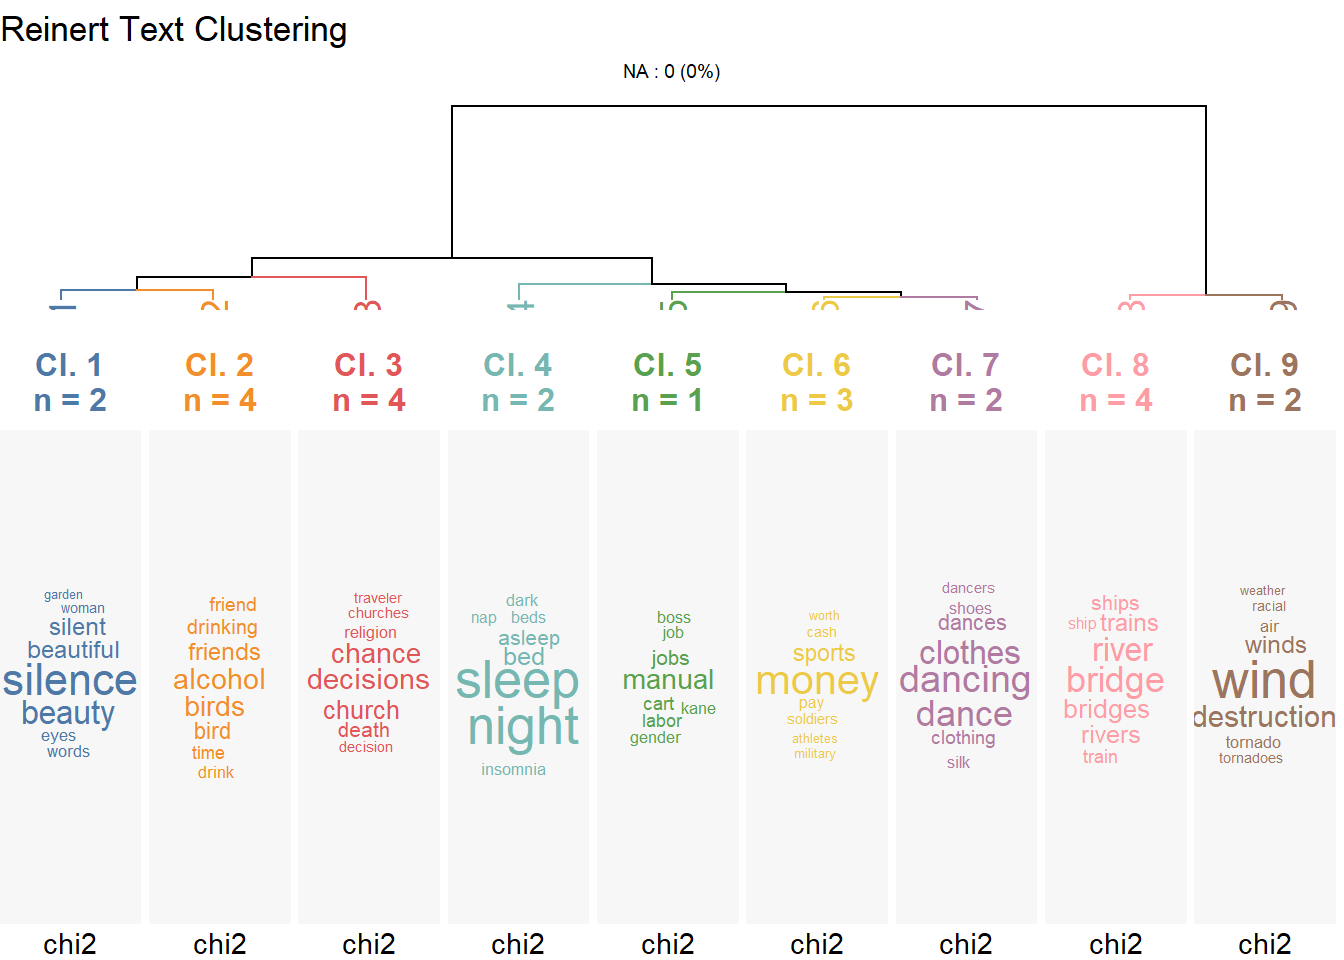 Reinert Text Clustering
NA : 0 (0%)
Cl. 1 Cl. 2 Cl. 3 Cl. 4 Cl. 5 Cl. 6 Cl. 7 Cl. 8 Cl. 9
n = 2 n = 4 n = 4 n = 2 n = 1 n = 3 n = 2 n = 4 n = 2
garden
woman
silent
beautiful
silence
beauty
eyes
words
friend
drinking
friends
alcohol
birds
bird
time
drink
traveler
churches
religion
chance
decisions
church
death
decision
dark
nap beds
asleep
bed
sleep
night
insomnia
boss
job
jobs
manual
cart kane
labor
gender
worth
cash
sports
money
pay
soldiers
athletes
military
dancers
shoes
dances
clothes
dancing
dance
clothing
silk
ships
ship trains
river
bridge
bridges
rivers
train
weather
racial
air
winds
wind
destruction
tornado
tornadoes
chi2 chi2 chi2 chi2 chi2 chi2 chi2 chi2 chi2